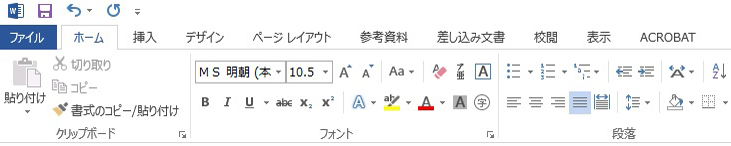 ファイル ホーム 挿入 デザイン ページ レイアウト 参考資料 差し込み文書 校閲 表示 ACROBAT
貼り付け
切り取り
コピー
書式のコピー/貼り付け
クリップボード
ＭＳ 明朝 (本 10.5 A A Aa ア亜 A
B I U abc x₂ x² A aby A A 字
フォント
A Z
段落